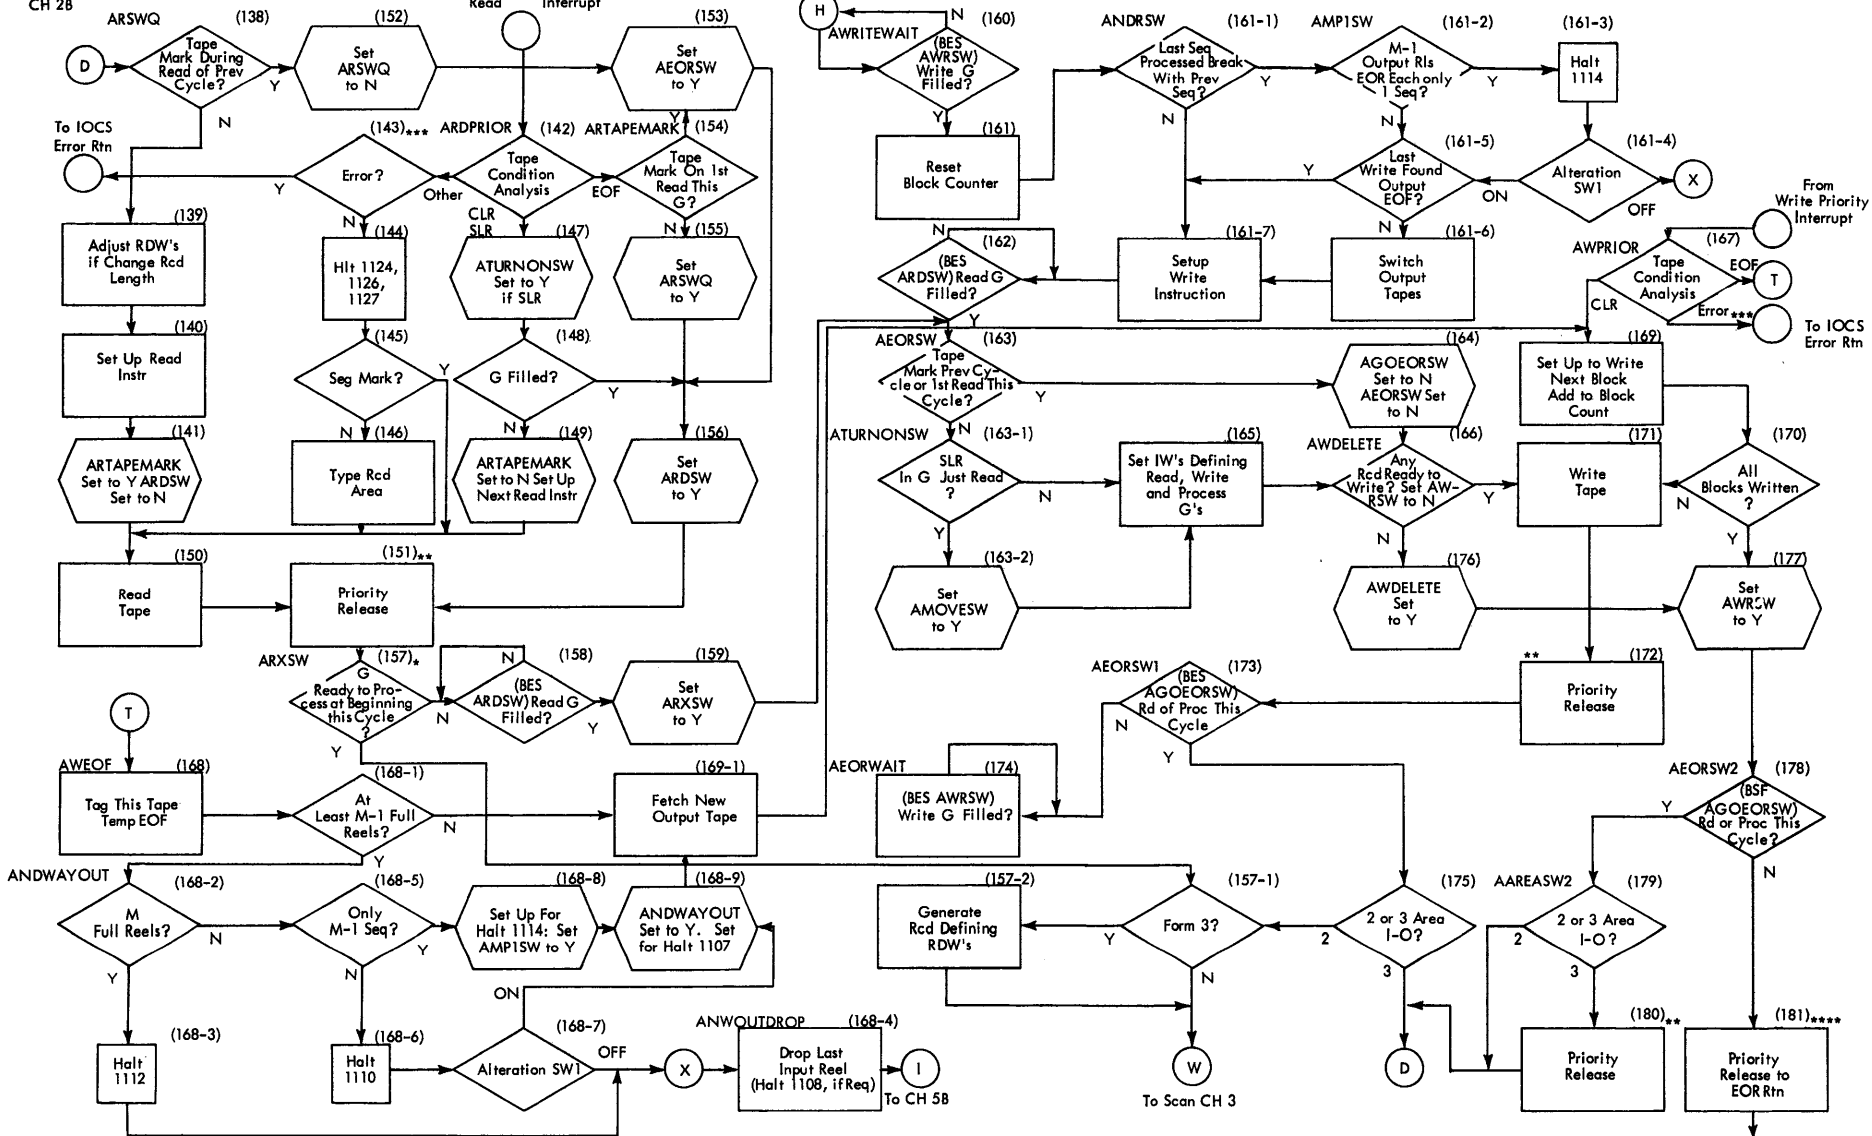 CH 2B
ARSWQ
(138)
Tape
Mark During
Read of Prev
Cycle?
D
Y
N
(152)
Set
ARSWQ
to N
Read
Interrupt
(153)
Set
AEORSW
to Y
H
N
AWRITEWAIT
(160)
(BES
AWRSW)
Write G
Filled?
Y
ANDRSW
(161-1)
Last Seq
Processed Break
With Prev
Seq?
Y
N
AMP1SW
(161-2)
M-1
Output Rls
EOR Each only
1 Seq?
Y
N
(161-3)
Halt
1114
To IOCS
Error Rtn
(143)***
Error?
Y
N
ARDPRIOR
(142)
Tape
Condition
Analysis
Other
EOF
CLR
SLR
ARTAPEMARK
(154)
Y
Tape
Mark On 1st
Read This
G?
N
(161)
Reset
Block Counter
(161-5)
Last
Write Found
Output
EOF?
Y
N
(161-4)
Alteration
SW1
ON
OFF
X
From
Write Priority
Interrupt
(139)
Adjust RDW's
if Change Rcd
Length
(144)
Hlt 1124,
1126,
1127
(147)
ATURNONSW
Set to Y
if SLR
(155)
Set
ARSWQ
to Y
N
(162)
(BES
ARDSW) Read G
Filled?
Y
(161-7)
Setup
Write
Instruction
(161-6)
Switch
Output
Tapes
AWPRIOR
(167)
Tape
Condition
Analysis
EOF
T
CLR
Error***
To IOCS
Error Rtn
(140)
Set Up Read
Instr
(145)
Seg Mark?
Y
N
(148)
G Filled?
Y
N
AEORSW
(163)
Tape
Mark Prev Cy-
cle or 1st Read This
Cycle?
Y
N
(164)
AGOEORSW
Set to N
AEORSW Set
to N
(169)
Set Up to Write
Next Block
Add to Block
Count
(141)
ARTAPEMARK
Set to Y ARDSW
Set to N
(146)
Type Rcd
Area
(149)
ARTAPEMARK
Set to N Set Up
Next Read Instr
(156)
Set
ARDSW
to Y
ATURNONSW
(163-1)
SLR
In G Just Read
?
N
Y
(165)
Set IW's Defining
Read, Write
and Process
G's
AWDELETE
(166)
Any
Rcd Ready to
Write? Set AW-
RSW to N
Y
N
(171)
Write
Tape
(170)
All
Blocks Written
?
N
Y
(150)
Read
Tape
(151)**
Priority
Release
(163-2)
Set
AMOVESW
to Y
(176)
AWDELETE
Set
to Y
(177)
Set
AWRSW
to Y
ARXSW
(157)*
G
Ready to Pro-
cess at Beginning
this Cycle
?
N
Y
N
(158)
(BES
ARDSW) Read G
Filled?
Y
(159)
Set
ARXSW
to Y
AEORSW1
(173)
(BES
AGOEORSW)
Rd of Proc This
Cycle
N
Y
**
(172)
Priority
Release
T
AWEOF
(168)
Tag This Tape
Temp EOF
(168-1)
At
Least M-1 Full
Reels?
N
Y
(169-1)
Fetch New
Output Tape
AEORWAIT
(174)
(BES AWRSW)
Write G Filled?
AEORSW2
(178)
(BSF
AGOEORSW)
Rd or Proc This
Cycle?
Y
N
ANDWAYOUT
(168-2)
M
Full Reels?
N
Y
(168-5)
Only
M-1 Seq?
Y
N
(168-8)
Set Up For
Halt 1114: Set
AMP1SW to Y
(168-9)
ANDWAYOUT
Set to Y. Set
for Halt 1107
(157-2)
Generate
Rcd Defining
RDW's
(157-1)
Form 3?
Y
N
(175)
2 or 3 Area
I-O?
2
3
AAREASW2
(179)
2 or 3 Area
I-O?
2
3
(168-3)
Halt
1112
(168-6)
Halt
1110
ON
(168-7)
Alteration SW1
OFF
X
ANWOUTDROP
(168-4)
Drop Last
Input Reel
(Halt 1108, if Req)
I
To CH 5B
W
To Scan CH 3
D
(180)**
Priority
Release
(181)****
Priority
Release to
EOR Rtn